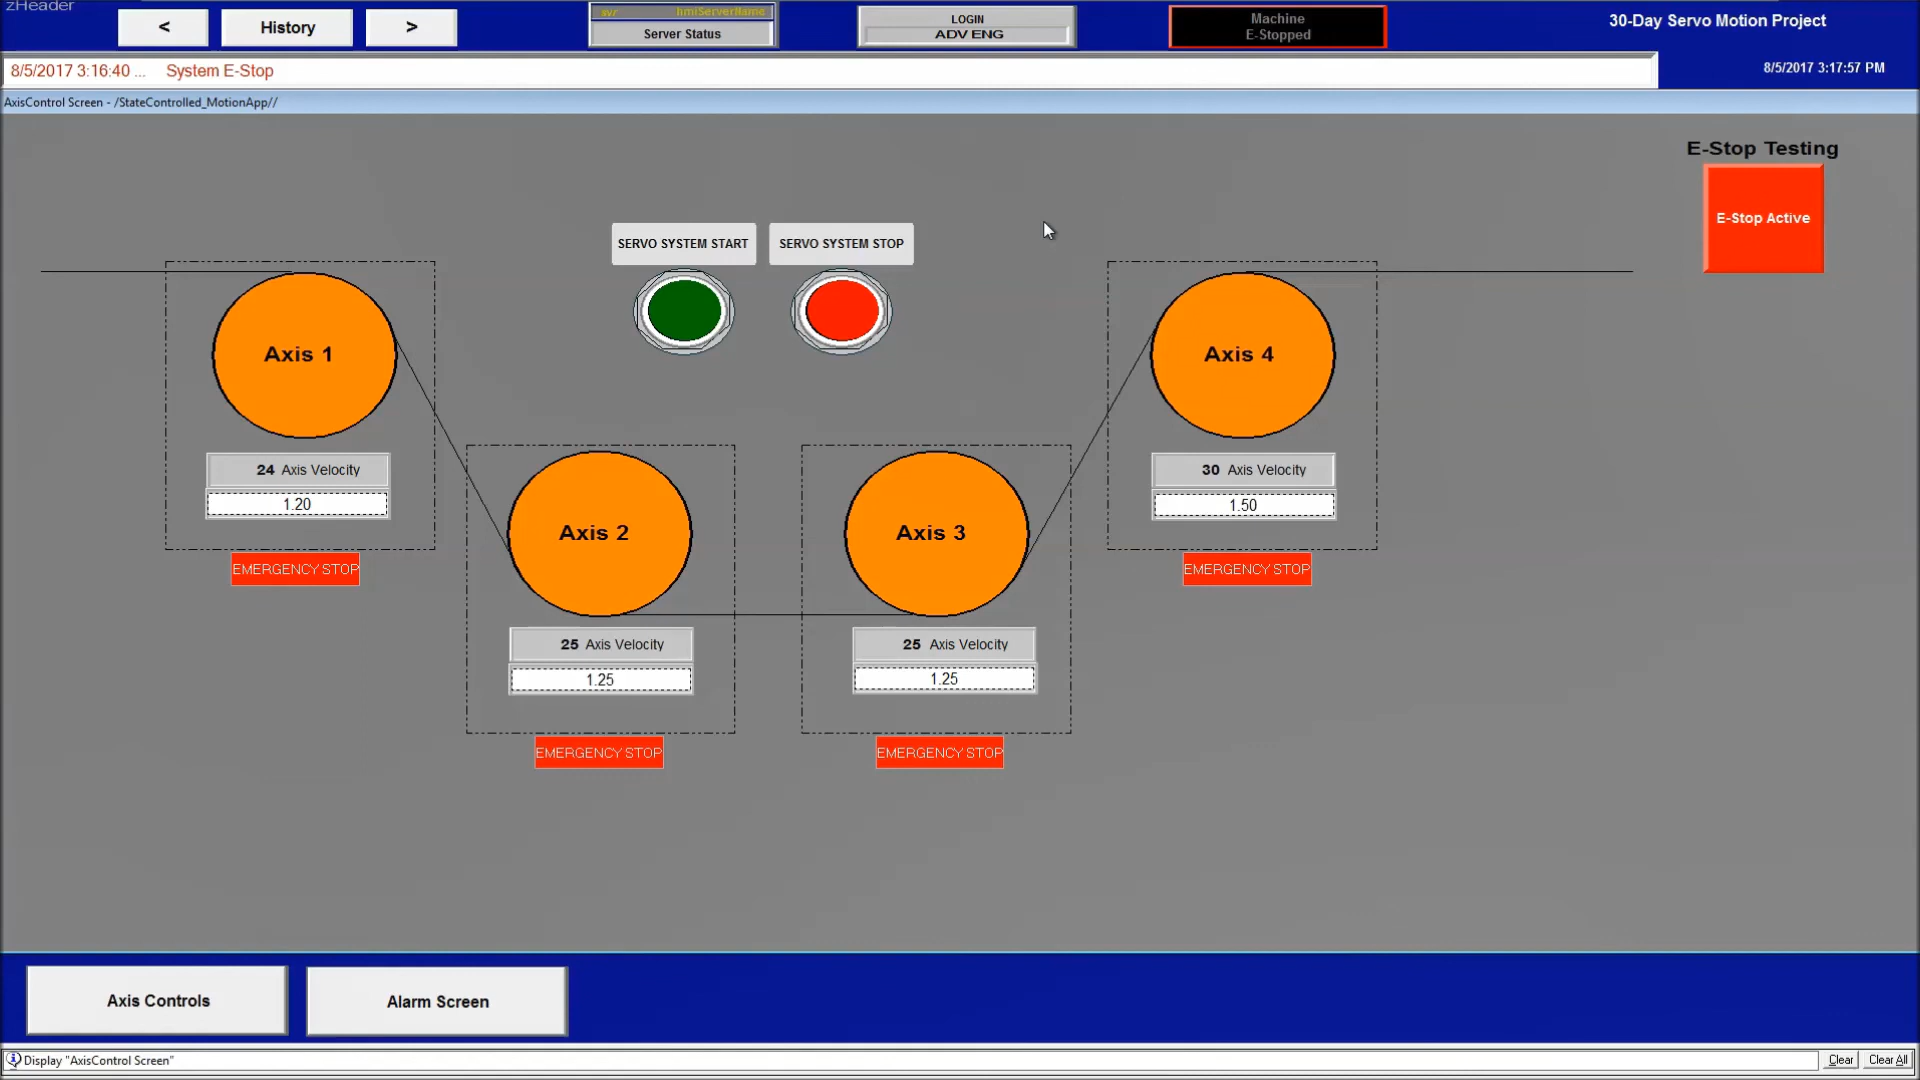 zHeader
<
History
>
svr hmiServerName
Server Status
LOGIN
ADV ENG
Machine
E-Stopped
30-Day Servo Motion Project
8/5/2017 3:16:40 ... System E-Stop
8/5/2017 3:17:57 PM
AxisControl Screen - /StateControlled_MotionApp//
E-Stop Testing
E-Stop Active
SERVO SYSTEM START
SERVO SYSTEM STOP
Axis 1
Axis 4
24 Axis Velocity
1.20
30 Axis Velocity
1.50
Axis 2
Axis 3
EMERGENCY STOP
EMERGENCY STOP
25 Axis Velocity
1.25
25 Axis Velocity
1.25
EMERGENCY STOP
EMERGENCY STOP
Axis Controls
Alarm Screen
Display "AxisControl Screen"
Clear
Clear All